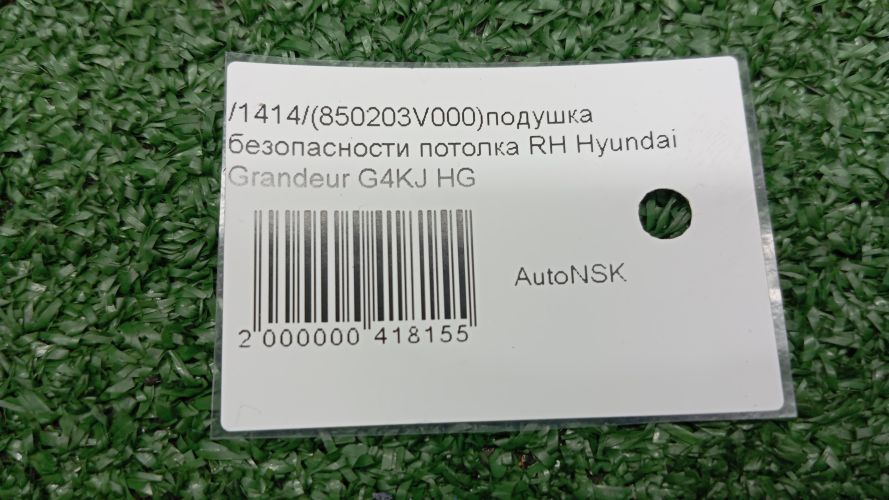 /1414/(850203V000)подушка
безопасности потолка RH Hyundai
Grandeur G4KJ HG
AutoNSK
2 000000 418155